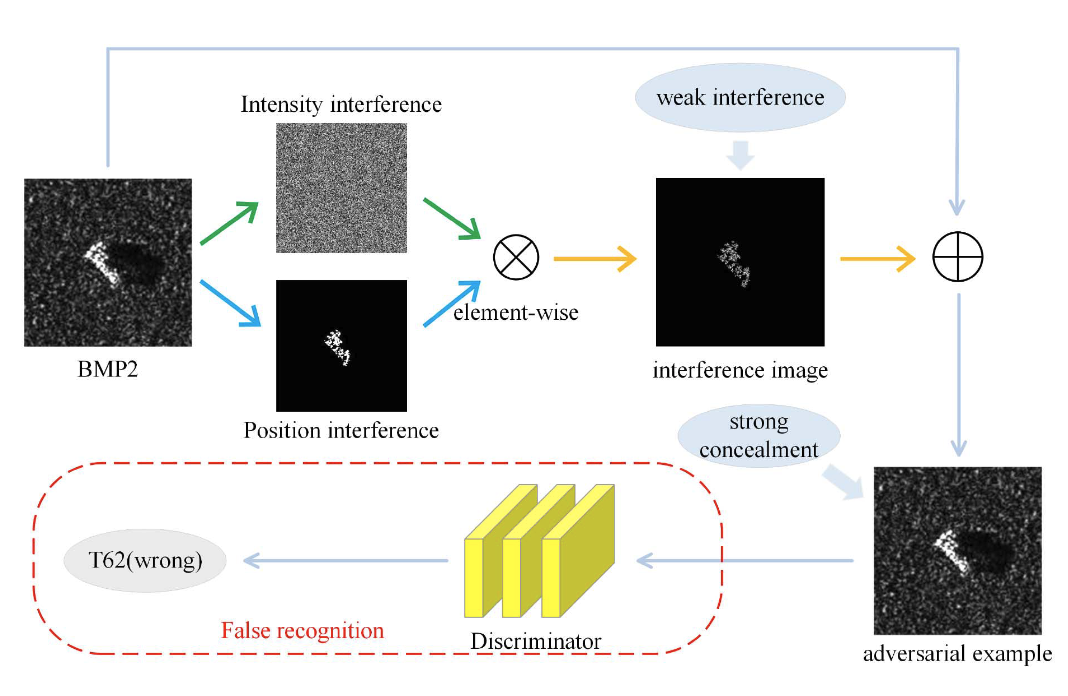 Intensity interference
weak interference
BMP2
element-wise
interference image
Position interference
strong
concealment
T62(wrong)
False recognition
Discriminator
adversarial example